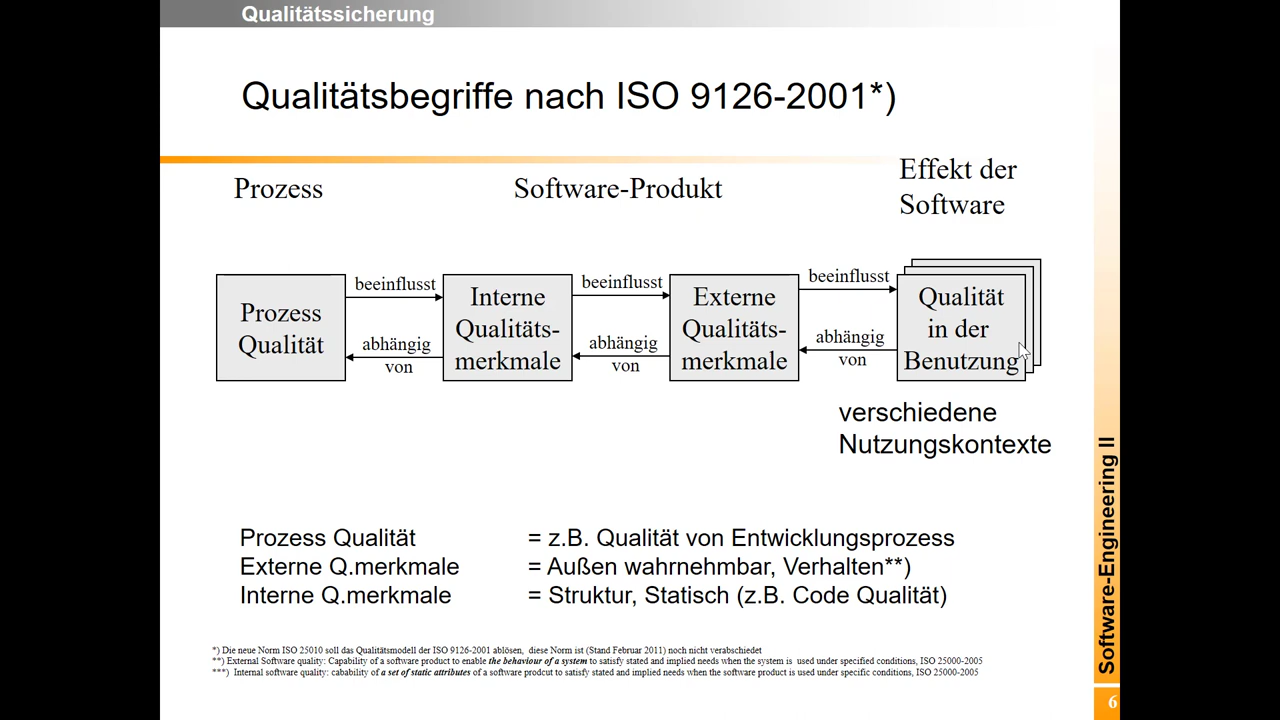 Qualitätssicherung
Qualitätsbegriffe nach ISO 9126-2001*)
Prozess
Software-Produkt
Effekt der
Software
Prozess
Qualität
beeinflusst
abhängig
von
Interne
Qualitäts-
merkmale
beeinflusst
abhängig
von
Externe
Qualitäts-
merkmale
beeinflusst
abhängig
von
Qualität
in der
Benutzung
verschiedene
Nutzungskontexte
Prozess Qualität = z.B. Qualität von Entwicklungsprozess
Externe Q.merkmale = Außen wahrnehmbar, Verhalten**)
Interne Q.merkmale = Struktur, Statisch (z.B. Code Qualität)
*) Die neue Norm ISO 25010 soll das Qualitätsmodell der ISO 9126-2001 ablösen, diese Norm ist (Stand Februar 2011) noch nicht verabschiedet
**) External Software quality: Capability of a software product to enable the behaviour of a system to satisfy stated and implied needs when the system is used under specified conditions, ISO 25000-2005
***) Internal software quality: cabability of a set of static attributes of a software prodcut to satisfy stated and implied needs when the software product is used under specific conditions, ISO 25000-2005
Software-Engineering II
6